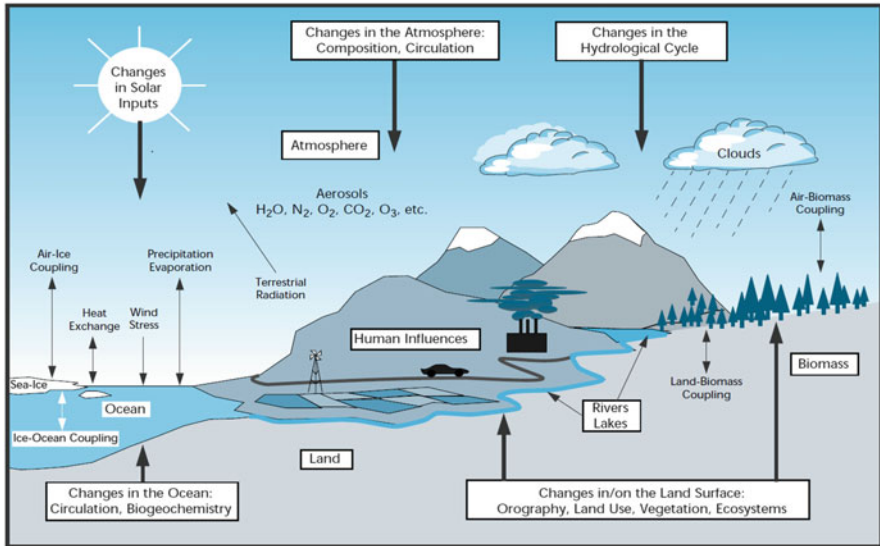 Changes in the Atmosphere:
Composition, Circulation
Changes in the
Hydrological Cycle
Changes
in Solar
Inputs
Atmosphere
Clouds
Aerosols
H₂O, N₂, O₂, CO₂, O₃, etc.
Air-Biomass
Coupling
Air-Ice
Coupling
Precipitation
Evaporation
Terrestrial
Radiation
Heat
Exchange
Wind
Stress
Human Influences
Sea-Ice
Ocean
Ice-Ocean Coupling
Biomass
Land-Biomass
Coupling
Rivers
Lakes
Land
Changes in the Ocean:
Circulation, Biogeochemistry
Changes in/on the Land Surface:
Orography, Land Use, Vegetation, Ecosystems